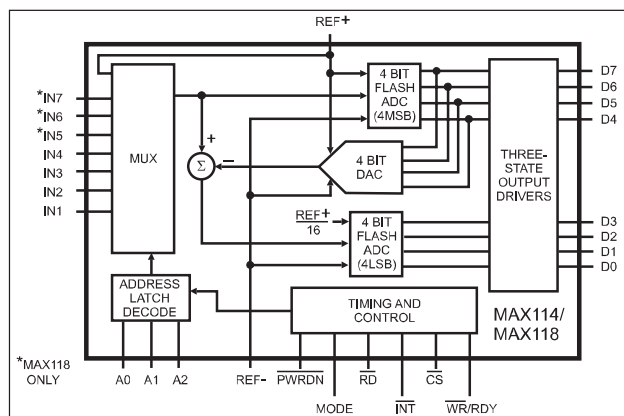 REF+
*IN7
*IN6
*IN5
IN4
IN3
IN2
IN1
MUX
4 BIT
FLASH
ADC
(4MSB)
D7
D6
D5
D4
+
Σ
−
4 BIT
DAC
THREE-
STATE
OUTPUT
DRIVERS
REF+
16
4 BIT
FLASH
ADC
(4LSB)
D3
D2
D1
D0
ADDRESS
LATCH
DECODE
TIMING AND
CONTROL
MAX114/
MAX118
*MAX118
ONLY
A0 A1 A2 REF- PWRDN RD CS WR/RDY
MODE INT